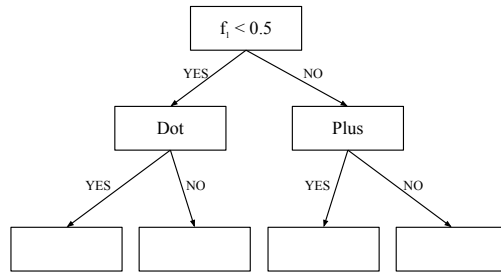 f₁ < 0.5
YES
NO
Dot
Plus
YES
NO
YES
NO